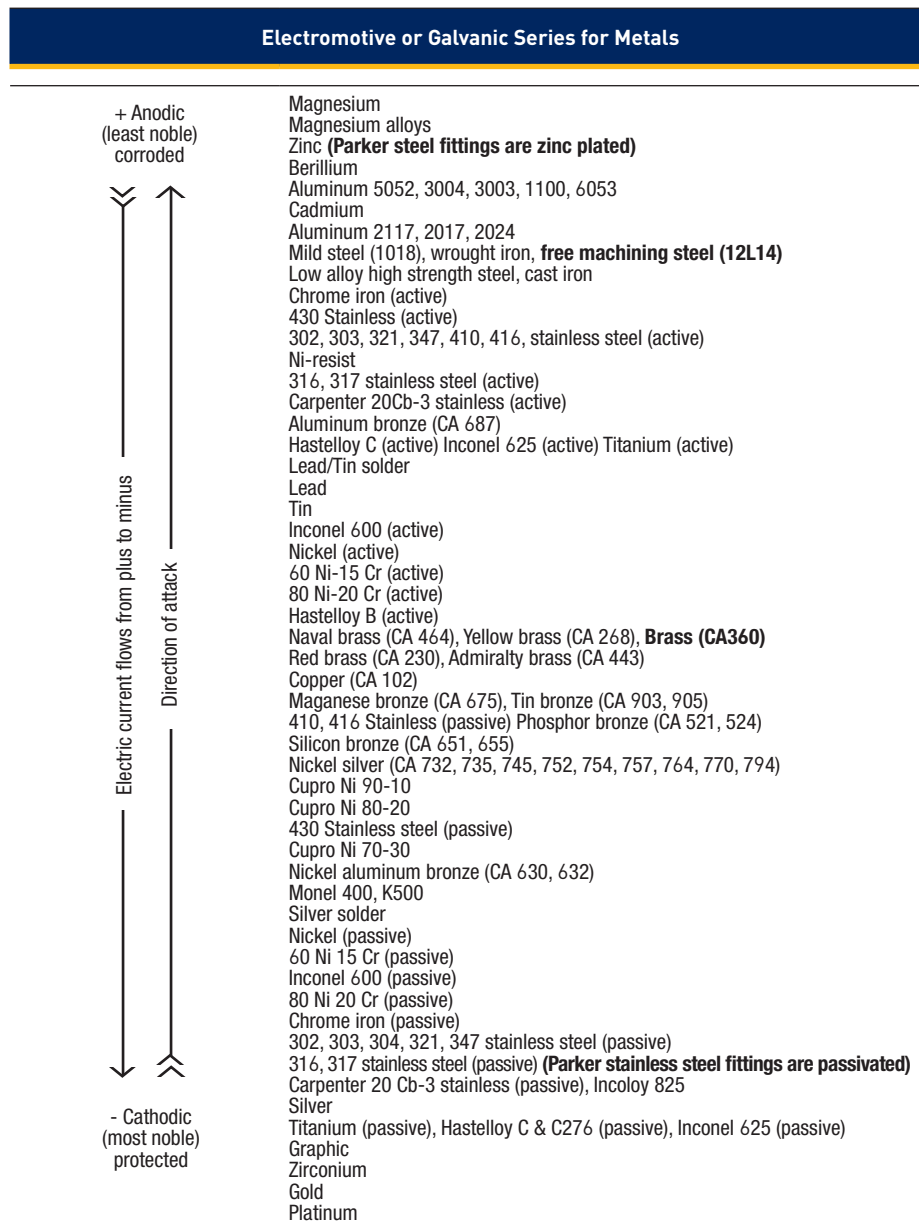 Electromotive or Galvanic Series for Metals
+ Anodic
(least noble)
corroded
Electric current flows from plus to minus
Direction of attack
- Cathodic
(most noble)
protected
Magnesium
Magnesium alloys
Zinc (Parker steel fittings are zinc plated)
Berillium
Aluminum 5052, 3004, 3003, 1100, 6053
Cadmium
Aluminum 2117, 2017, 2024
Mild steel (1018), wrought iron, free machining steel (12L14)
Low alloy high strength steel, cast iron
Chrome iron (active)
430 Stainless (active)
302, 303, 321, 347, 410, 416, stainless steel (active)
Ni-resist
316, 317 stainless steel (active)
Carpenter 20Cb-3 stainless (active)
Aluminum bronze (CA 687)
Hastelloy C (active) Inconel 625 (active) Titanium (active)
Lead/Tin solder
Lead
Tin
Inconel 600 (active)
Nickel (active)
60 Ni-15 Cr (active)
80 Ni-20 Cr (active)
Hastelloy B (active)
Naval brass (CA 464), Yellow brass (CA 268), Brass (CA360)
Red brass (CA 230), Admiralty brass (CA 443)
Copper (CA 102)
Maganese bronze (CA 675), Tin bronze (CA 903, 905)
410, 416 Stainless (passive) Phosphor bronze (CA 521, 524)
Silicon bronze (CA 651, 655)
Nickel silver (CA 732, 735, 745, 752, 754, 757, 764, 770, 794)
Cupro Ni 90-10
Cupro Ni 80-20
430 Stainless steel (passive)
Cupro Ni 70-30
Nickel aluminum bronze (CA 630, 632)
Monel 400, K500
Silver solder
Nickel (passive)
60 Ni 15 Cr (passive)
Inconel 600 (passive)
80 Ni 20 Cr (passive)
Chrome iron (passive)
302, 303, 304, 321, 347 stainless steel (passive)
316, 317 stainless steel (passive) (Parker stainless steel fittings are passivated)
Carpenter 20 Cb-3 stainless (passive), Incoloy 825
Silver
Titanium (passive), Hastelloy C & C276 (passive), Inconel 625 (passive)
Graphic
Zirconium
Gold
Platinum